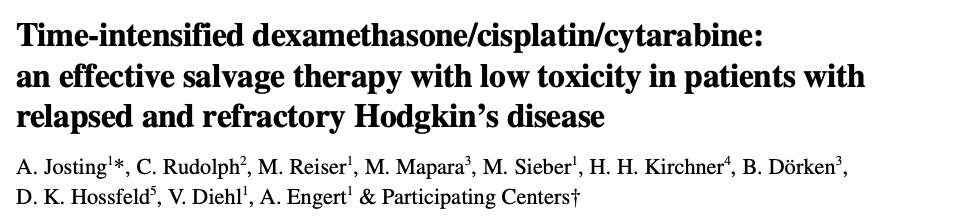 Time-intensified dexamethasone/cisplatin/cytarabine:
an effective salvage therapy with low toxicity in patients with
relapsed and refractory Hodgkin’s disease
A. Josting¹*, C. Rudolph², M. Reiser¹, M. Mapara³, M. Sieber¹, H. H. Kirchner⁴, B. Dörken³,
D. K. Hossfeld⁵, V. Diehl¹, A. Engert¹ & Participating Centers†